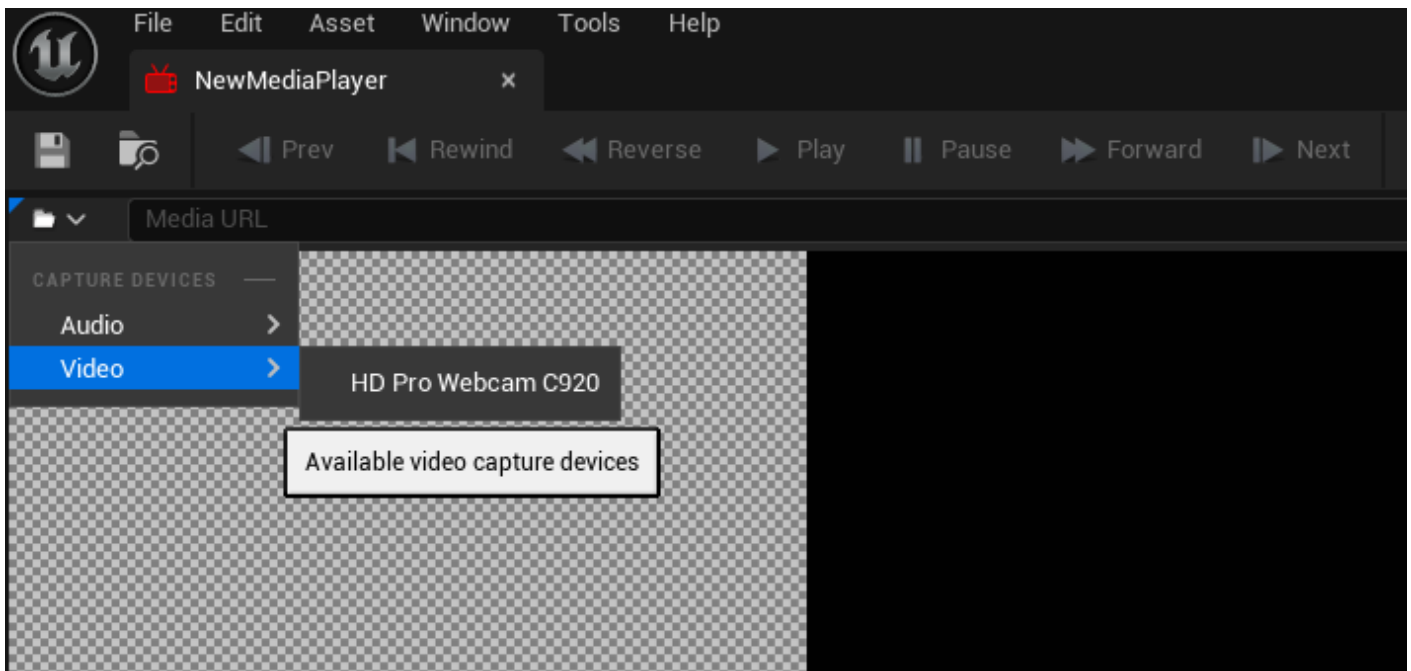 File Edit Asset Window Tools Help
NewMediaPlayer
Prev Rewind Reverse Play Pause Forward Next
Media URL
CAPTURE DEVICES
Audio
Video
HD Pro Webcam C920
Available video capture devices